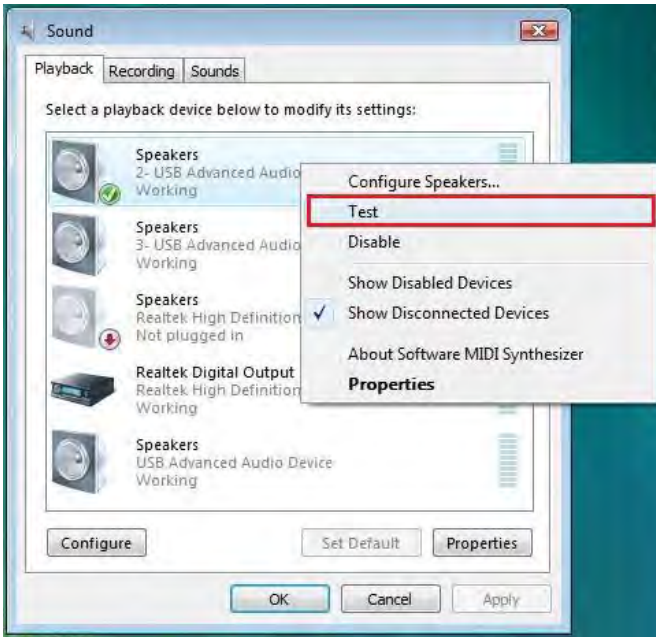 Sound
Playback Recording Sounds
Select a playback device below to modify its settings:
Speakers
2- USB Advanced Audio
Working
Speakers
3- USB Advanced Audio
Working
Speakers
Realtek High Definition
Not plugged in
Realtek Digital Output
Realtek High Definition
Working
Speakers
USB Advanced Audio Device
Working
Configure Speakers...
Test
Disable
Show Disabled Devices
Show Disconnected Devices
About Software MIDI Synthesizer
Properties
Configure Set Default Properties
OK Cancel Apply